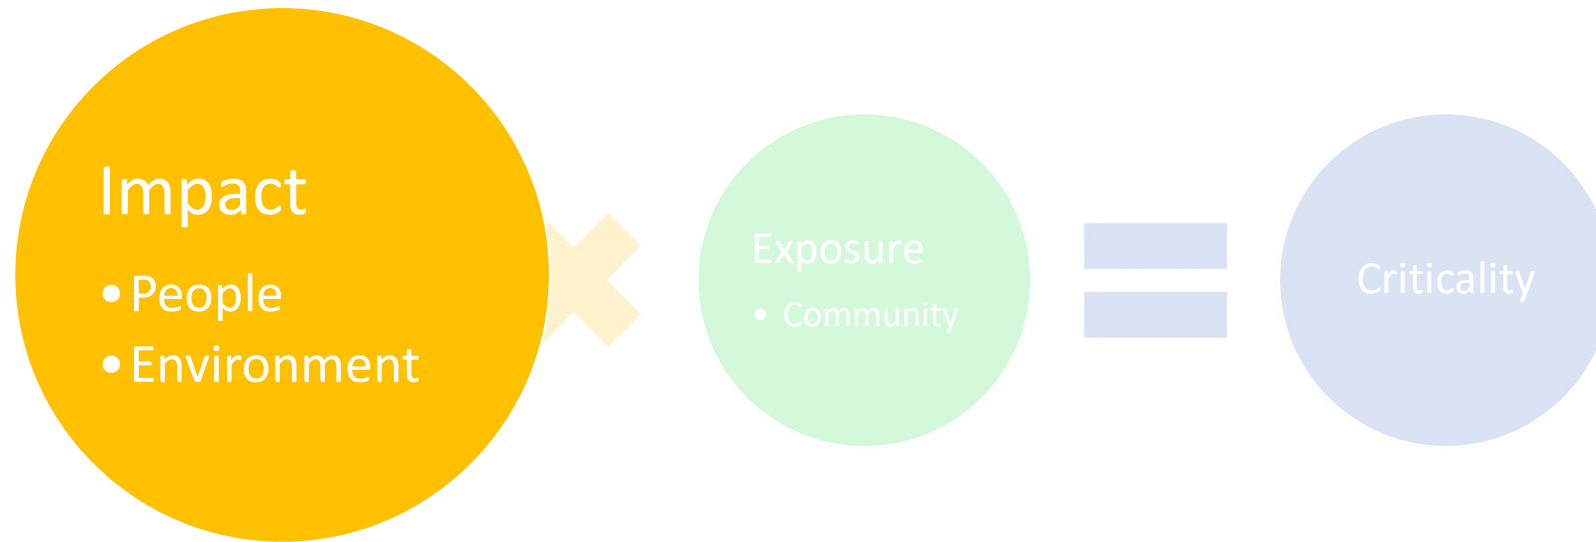 Impact
• People
• Environment
Exposure
• Community
Criticality